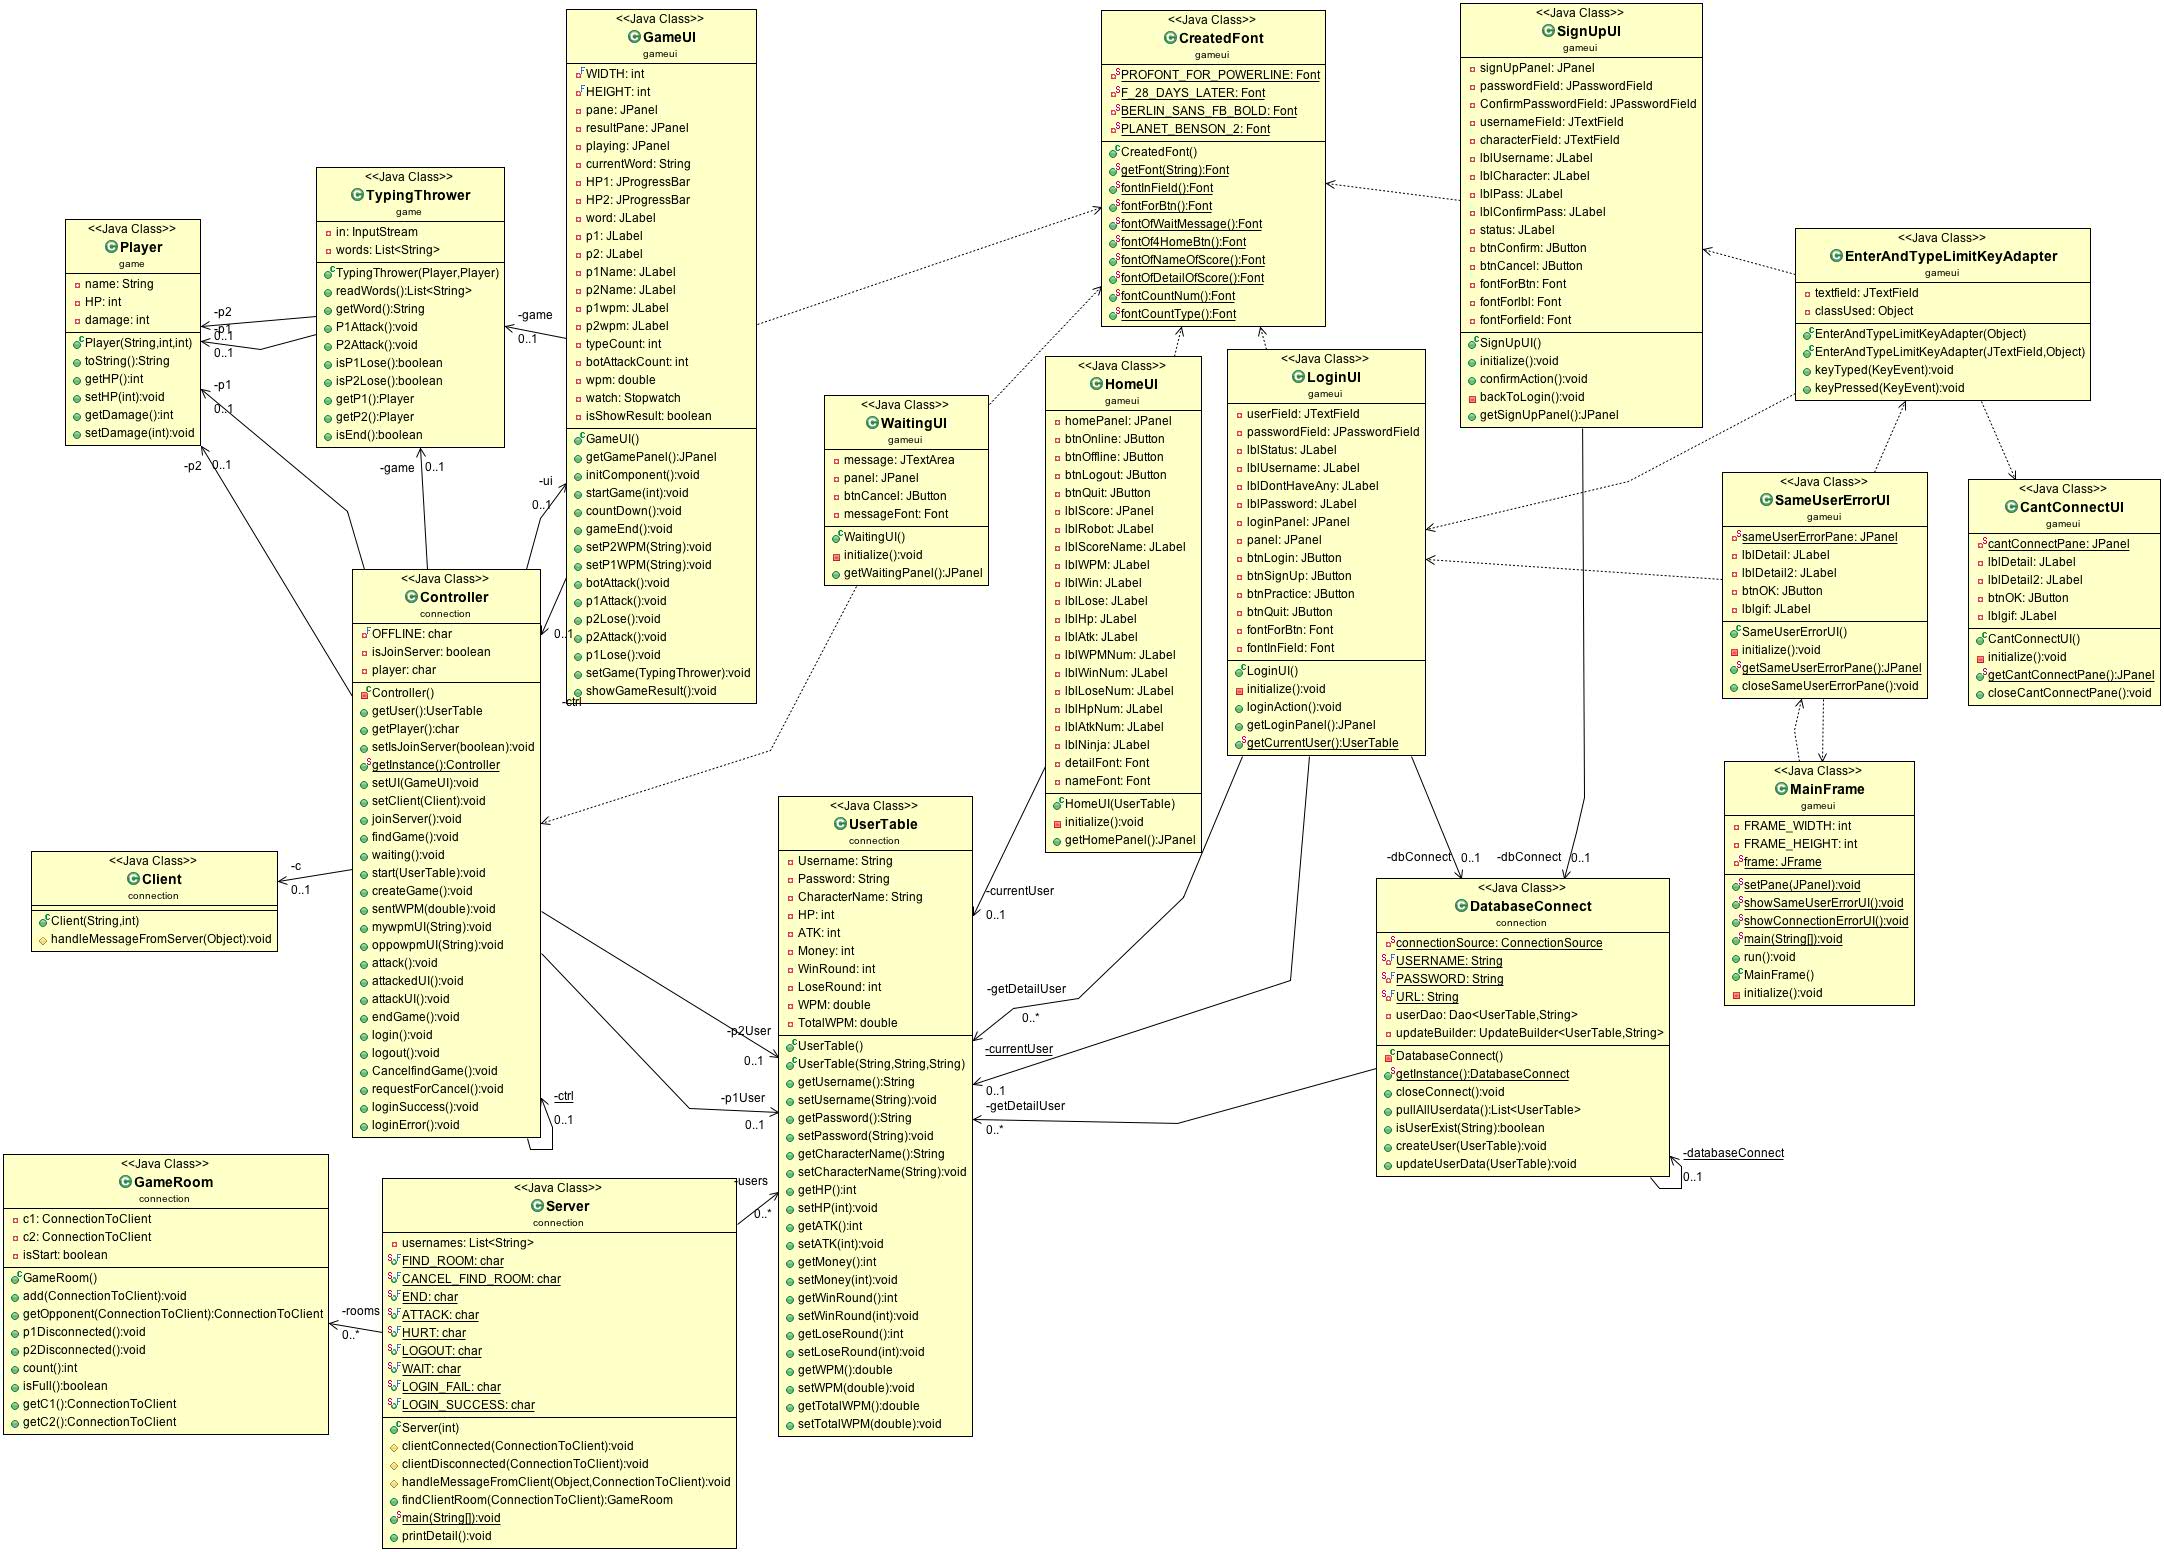 <<Java Class>>
GameUI
gameui
WIDTH: int
HEIGHT: int
pane: JPanel
resultPane: JPanel
playing: JPanel
currentWord: String
HP1: JProgressBar
HP2: JProgressBar
word: JLabel
p1: JLabel
p2: JLabel
p1Name: JLabel
p2Name: JLabel
p1wpm: JLabel
p2wpm: JLabel
typeCount: int
botAttackCount: int
wpm: double
watch: Stopwatch
isShowResult: boolean
GameUI()
getGamePanel():JPanel
initComponent():void
startGame(int):void
countDown():void
gameEnd():void
setP2WPM(String):void
setP1WPM(String):void
botAttack():void
p1Attack():void
p2Lose():void
p2Attack():void
p1Lose():void
setGame(TypingThrower):void
showGameResult():void
<<Java Class>>
CreatedFont
gameui
PROFONT_FOR_POWERLINE: Font
F_28_DAYS_LATER: Font
BERLIN_SANS_FB_BOLD: Font
PLANET_BENSON_2: Font
CreatedFont()
getFont(String):Font
fontInField():Font
fontForBtn():Font
fontOfWaitMessage():Font
fontOf4HomeBtn():Font
fontOfNameOfScore():Font
fontOfDetailOfScore():Font
fontCountNum():Font
fontCountType():Font
<<Java Class>>
SignUpUI
gameui
signUpPanel: JPanel
passwordField: JPasswordField
ConfirmPasswordField: JPasswordField
usernameField: JTextField
characterField: JTextField
lblUsername: JLabel
lblCharacter: JLabel
lblPass: JLabel
lblConfirmPass: JLabel
status: JLabel
btnConfirm: JButton
btnCancel: JButton
fontForBtn: Font
fontForlbl: Font
fontForfield: Font
SignUpUI()
initialize():void
confirmAction():void
backToLogin():void
getSignUpPanel():JPanel
<<Java Class>>
TypingThrower
game
in: InputStream
words: List<String>
TypingThrower(Player,Player)
readWords():List<String>
getWord():String
P1Attack():void
P2Attack():void
isP1Lose():boolean
isP2Lose():boolean
getP1():Player
getP2():Player
isEnd():boolean
<<Java Class>>
Player
game
name: String
HP: int
damage: int
Player(String,int,int)
toString():String
getHP():int
setHP(int):void
getDamage():int
setDamage(int):void
-p2
-p1
0..1
0..1
-p1
0..1
-p2
0..1
-game
0..1
-game
0..1
-ui
0..1
0..1
-ctrl
<<Java Class>>
EnterAndTypeLimitKeyAdapter
gameui
textfield: JTextField
classUsed: Object
EnterAndTypeLimitKeyAdapter(Object)
EnterAndTypeLimitKeyAdapter(JTextField,Object)
keyTyped(KeyEvent):void
keyPressed(KeyEvent):void
<<Java Class>>
WaitingUI
gameui
message: JTextArea
panel: JPanel
btnCancel: JButton
messageFont: Font
WaitingUI()
initialize():void
getWaitingPanel():JPanel
<<Java Class>>
HomeUI
gameui
homePanel: JPanel
btnOnline: JButton
btnOffline: JButton
btnLogout: JButton
btnQuit: JButton
lblScore: JPanel
lblRobot: JLabel
lblScoreName: JLabel
lblWPM: JLabel
lblWin: JLabel
lblLose: JLabel
lblHp: JLabel
lblAtk: JLabel
lblWPMNum: JLabel
lblWinNum: JLabel
lblLoseNum: JLabel
lblHpNum: JLabel
lblAtkNum: JLabel
lblNinja: JLabel
detailFont: Font
nameFont: Font
HomeUI(UserTable)
initialize():void
getHomePanel():JPanel
<<Java Class>>
LoginUI
gameui
userField: JTextField
passwordField: JPasswordField
lblStatus: JLabel
lblUsername: JLabel
lblDontHaveAny: JLabel
lblPassword: JLabel
loginPanel: JPanel
panel: JPanel
btnLogin: JButton
btnSignUp: JButton
btnPractice: JButton
btnQuit: JButton
fontForBtn: Font
fontInField: Font
LoginUI()
initialize():void
loginAction():void
getLoginPanel():JPanel
getCurrentUser():UserTable
<<Java Class>>
SameUserErrorUI
gameui
sameUserErrorPane: JPanel
lblDetail: JLabel
lblDetail2: JLabel
btnOK: JButton
lblgif: JLabel
SameUserErrorUI()
initialize():void
getSameUserErrorPane():JPanel
closeSameUserErrorPane():void
<<Java Class>>
CantConnectUI
gameui
cantConnectPane: JPanel
lblDetail: JLabel
lblDetail2: JLabel
btnOK: JButton
lblgif: JLabel
CantConnectUI()
initialize():void
getCantConnectPane():JPanel
closeCantConnectPane():void
<<Java Class>>
Controller
connection
OFFLINE: char
isJoinServer: boolean
player: char
Controller()
getUser():UserTable
getPlayer():char
setIsJoinServer(boolean):void
getInstance():Controller
setUI(GameUI):void
setClient(Client):void
joinServer():void
findGame():void
waiting():void
start(UserTable):void
createGame():void
sentWPM(double):void
mywpmUI(String):void
oppowpmUI(String):void
attack():void
attackedUI():void
attackUI():void
endGame():void
login():void
logout():void
CancelfindGame():void
requestForCancel():void
loginSuccess():void
loginError():void
-ctrl
0..1
<<Java Class>>
MainFrame
gameui
FRAME_WIDTH: int
FRAME_HEIGHT: int
frame: JFrame
setPane(JPanel):void
showSameUserErrorUI():void
showConnectionErrorUI():void
main(String[]):void
run():void
MainFrame()
initialize():void
<<Java Class>>
Client
connection
Client(String,int)
handleMessageFromServer(Object):void
-c
0..1
<<Java Class>>
UserTable
connection
Username: String
Password: String
CharacterName: String
HP: int
ATK: int
Money: int
WinRound: int
LoseRound: int
WPM: double
TotalWPM: double
UserTable()
UserTable(String,String,String)
getUsername():String
setUsername(String):void
getPassword():String
setPassword(String):void
getCharacterName():String
setCharacterName(String):void
getHP():int
setHP(int):void
getATK():int
setATK(int):void
getMoney():int
setMoney(int):void
getWinRound():int
setWinRound(int):void
getLoseRound():int
setLoseRound(int):void
getWPM():double
setWPM(double):void
getTotalWPM():double
setTotalWPM(double):void
-p2User
0..1
-p1User
0..1
-users
0..*
-currentUser
0..1
-getDetailUser
0..*
-currentUser
0..1
-getDetailUser
0..*
-dbConnect
0..1
-dbConnect
0..1
<<Java Class>>
DatabaseConnect
connection
connectionSource: ConnectionSource
USERNAME: String
PASSWORD: String
URL: String
userDao: Dao<UserTable,String>
updateBuilder: UpdateBuilder<UserTable,String>
DatabaseConnect()
getInstance():DatabaseConnect
closeConnect():void
pullAllUserdata():List<UserTable>
isUserExist(String):boolean
createUser(UserTable):void
updateUserData(UserTable):void
-databaseConnect
0..1
<<Java Class>>
GameRoom
connection
c1: ConnectionToClient
c2: ConnectionToClient
isStart: boolean
GameRoom()
add(ConnectionToClient):void
getOpponent(ConnectionToClient):ConnectionToClient
p1Disconnected():void
p2Disconnected():void
count():int
isFull():boolean
getC1():ConnectionToClient
getC2():ConnectionToClient
-rooms
0..*
<<Java Class>>
Server
connection
usernames: List<String>
FIND_ROOM: char
CANCEL_FIND_ROOM: char
END: char
ATTACK: char
HURT: char
LOGOUT: char
WAIT: char
LOGIN_FAIL: char
LOGIN_SUCCESS: char
Server(int)
clientConnected(ConnectionToClient):void
clientDisconnected(ConnectionToClient):void
handleMessageFromClient(Object,ConnectionToClient):void
findClientRoom(ConnectionToClient):GameRoom
main(String[]):void
printDetail():void